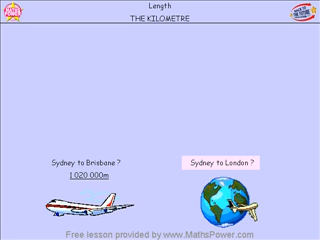 Length
THE KILOMETRE
Sydney to Brisbane ?
1 020 000m
Sydney to London ?
Free lesson provided by www.MathsPower.com